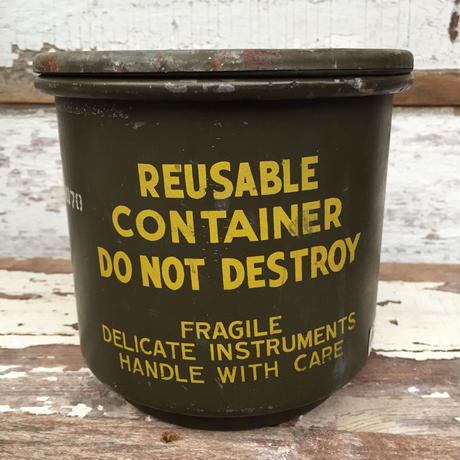 REUSABLE
CONTAINER
DO NOT DESTROY
FRAGILE
DELICATE INSTRUMENTS
HANDLE WITH CARE